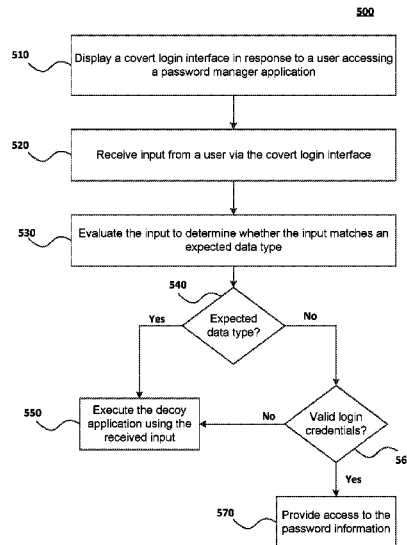 500
510
Display a covert login interface in response to a user accessing
a password manager application
520
Receive input from a user via the covert login interface
530
Evaluate the input to determine whether the input matches an
expected data type
540
Expected
data type?
Yes
No
550
Execute the decoy
application using the
received input
No
Valid login
credentials?
56
Yes
570
Provide access to the
password information